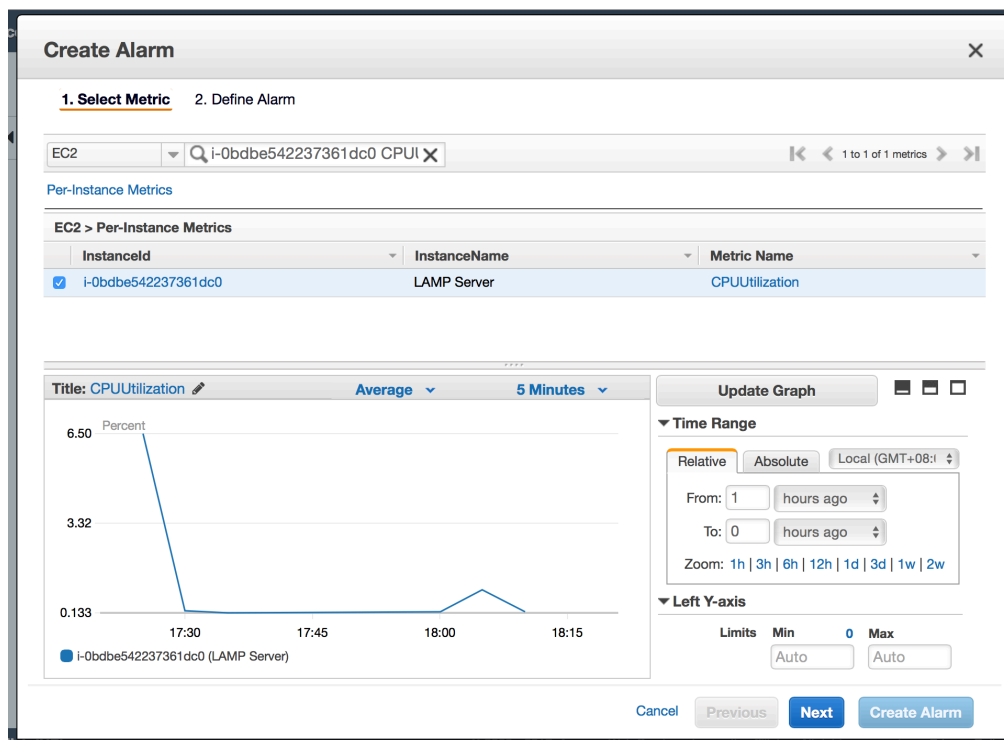 Create Alarm
1. Select Metric 2. Define Alarm
EC2 i-0bdbe542237361dc0 CPU 1 to 1 of 1 metrics
Per-Instance Metrics
EC2 > Per-Instance Metrics
InstanceId InstanceName Metric Name
i-0bdbe542237361dc0 LAMP Server CPUUtilization
Title: CPUUtilization Average 5 Minutes
Percent
6.50
3.32
0.133
17:30 17:45 18:00 18:15
i-0bdbe542237361dc0 (LAMP Server)
Update Graph
Time Range
Relative Absolute Local (GMT+08:
From: 1 hours ago
To: 0 hours ago
Zoom: 1h | 3h | 6h | 12h | 1d | 3d | 1w | 2w
Left Y-axis
Limits Min 0 Max
Auto Auto
Cancel Previous Next Create Alarm